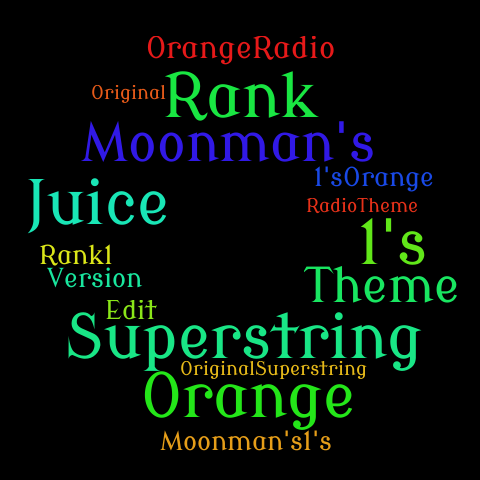 OrangeRadio
Original
Rank
Moonman's
1'sOrange
Juice
RadioTheme
1's
Rank1
Version
Theme
Edit
Superstring
OriginalSuperstring
Orange
Moonman's1's